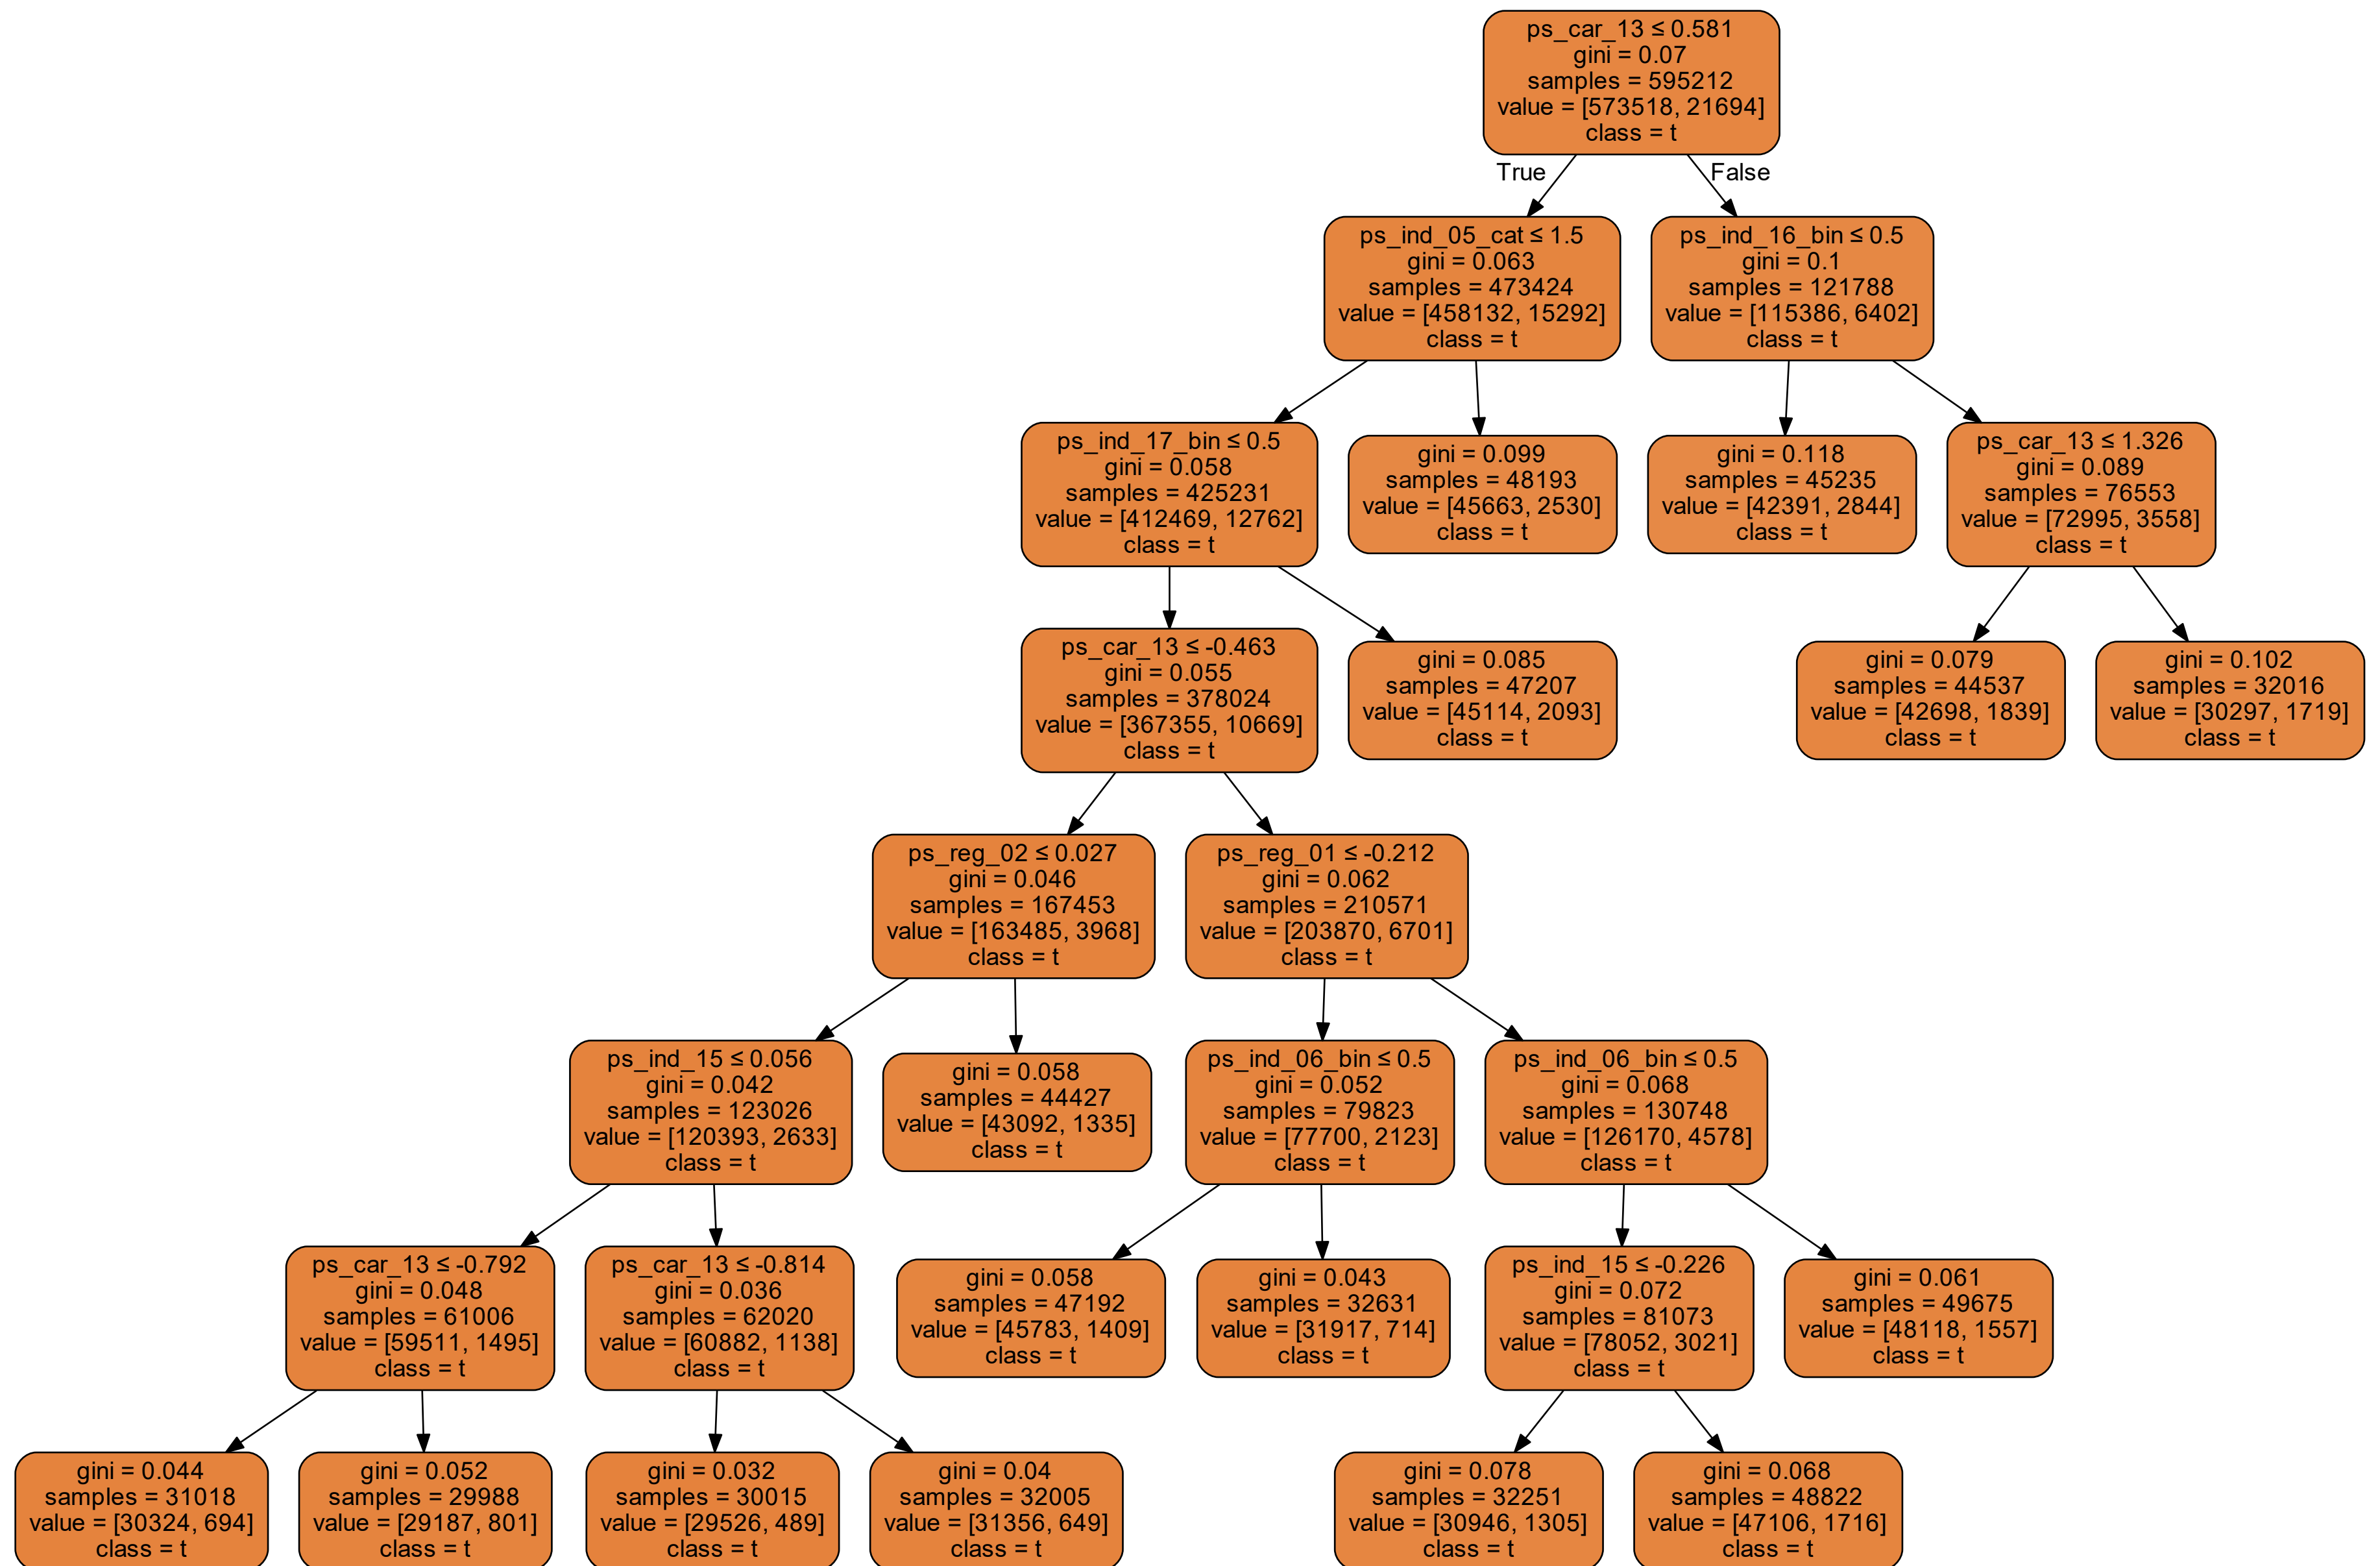 ps_car_13 ≤ 0.581
gini = 0.07
samples = 595212
value = [573518, 21694]
class = t
True
False
ps_ind_05_cat ≤ 1.5
gini = 0.063
samples = 473424
value = [458132, 15292]
class = t
ps_ind_16_bin ≤ 0.5
gini = 0.1
samples = 121788
value = [115386, 6402]
class = t
ps_ind_17_bin ≤ 0.5
gini = 0.058
samples = 425231
value = [412469, 12762]
class = t
gini = 0.099
samples = 48193
value = [45663, 2530]
class = t
gini = 0.118
samples = 45235
value = [42391, 2844]
class = t
ps_car_13 ≤ 1.326
gini = 0.089
samples = 76553
value = [72995, 3558]
class = t
ps_car_13 ≤ -0.463
gini = 0.055
samples = 378024
value = [367355, 10669]
class = t
gini = 0.085
samples = 47207
value = [45114, 2093]
class = t
gini = 0.079
samples = 44537
value = [42698, 1839]
class = t
gini = 0.102
samples = 32016
value = [30297, 1719]
class = t
ps_reg_02 ≤ 0.027
gini = 0.046
samples = 167453
value = [163485, 3968]
class = t
ps_reg_01 ≤ -0.212
gini = 0.062
samples = 210571
value = [203870, 6701]
class = t
ps_ind_15 ≤ 0.056
gini = 0.042
samples = 123026
value = [120393, 2633]
class = t
gini = 0.058
samples = 44427
value = [43092, 1335]
class = t
ps_ind_06_bin ≤ 0.5
gini = 0.052
samples = 79823
value = [77700, 2123]
class = t
ps_ind_06_bin ≤ 0.5
gini = 0.068
samples = 130748
value = [126170, 4578]
class = t
ps_car_13 ≤ -0.792
gini = 0.048
samples = 61006
value = [59511, 1495]
class = t
ps_car_13 ≤ -0.814
gini = 0.036
samples = 62020
value = [60882, 1138]
class = t
gini = 0.058
samples = 47192
value = [45783, 1409]
class = t
gini = 0.043
samples = 32631
value = [31917, 714]
class = t
ps_ind_15 ≤ -0.226
gini = 0.072
samples = 81073
value = [78052, 3021]
class = t
gini = 0.061
samples = 49675
value = [48118, 1557]
class = t
gini = 0.044
samples = 31018
value = [30324, 694]
class = t
gini = 0.052
samples = 29988
value = [29187, 801]
class = t
gini = 0.032
samples = 30015
value = [29526, 489]
class = t
gini = 0.04
samples = 32005
value = [31356, 649]
class = t
gini = 0.078
samples = 32251
value = [30946, 1305]
class = t
gini = 0.068
samples = 48822
value = [47106, 1716]
class = t